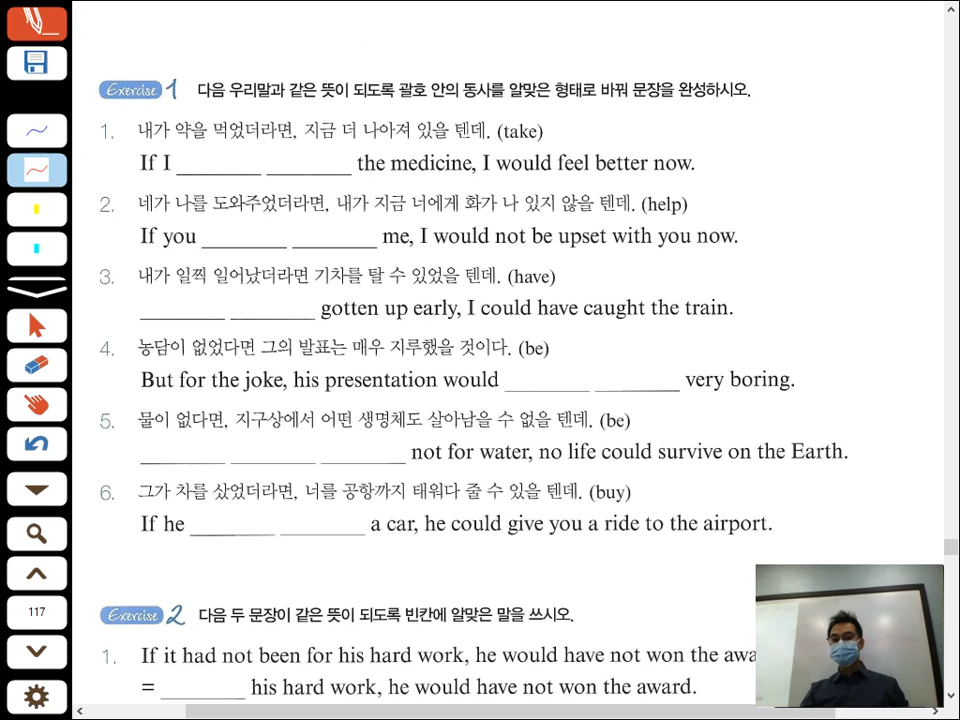 Exercise 1 다음 우리말과 같은 뜻이 되도록 괄호 안의 동사를 알맞은 형태로 바꿔 문장을 완성하시오.
1. 내가 약을 먹었더라면, 지금 더 나아져 있을 텐데. (take)
If I ________ ________ the medicine, I would feel better now.
2. 네가 나를 도와주었더라면, 내가 지금 너에게 화가 나 있지 않을 텐데. (help)
If you ________ ________ me, I would not be upset with you now.
3. 내가 일찍 일어났더라면 기차를 탈 수 있었을 텐데. (have)
________ ________ gotten up early, I could have caught the train.
4. 농담이 없었다면 그의 발표는 매우 지루했을 것이다. (be)
But for the joke, his presentation would ________ ________ very boring.
5. 물이 없다면, 지구상에서 어떤 생명체도 살아남을 수 없을 텐데. (be)
________ ________ ________ not for water, no life could survive on the Earth.
6. 그가 차를 샀었더라면, 너를 공항까지 태워다 줄 수 있을 텐데. (buy)
If he ________ ________ a car, he could give you a ride to the airport.
117
Exercise 2 다음 두 문장이 같은 뜻이 되도록 빈칸에 알맞은 말을 쓰시오.
1. If it had not been for his hard work, he would have not won the awa
= ________ his hard work, he would have not won the award.